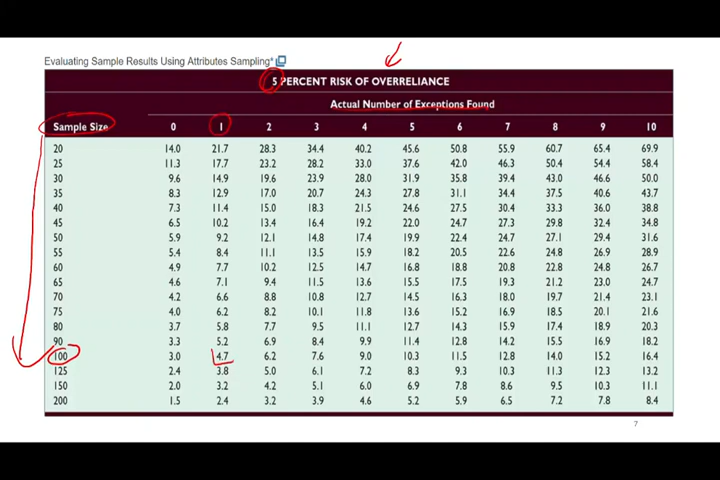 Evaluating Sample Results Using Attributes Sampling*
5 PERCENT RISK OF OVERRELIANCE
Actual Number of Exceptions Found
Sample Size 0 1 2 3 4 5 6 7 8 9 10
20 14.0 21.7 28.3 34.4 40.2 45.6 50.8 55.9 60.7 65.4 69.9
25 11.3 17.7 23.2 28.2 33.0 37.6 42.0 46.3 50.4 54.4 58.4
30 9.6 14.9 19.6 23.9 28.0 31.9 35.8 39.4 43.0 46.6 50.0
35 8.3 12.9 17.0 20.7 24.3 27.8 31.1 34.4 37.5 40.6 43.7
40 7.3 11.4 15.0 18.3 21.5 24.6 27.5 30.4 33.3 36.0 38.8
45 6.5 10.2 13.4 16.4 19.2 22.0 24.7 27.3 29.8 32.4 34.8
50 5.9 9.2 12.1 14.8 17.4 19.9 22.4 24.7 27.1 29.4 31.6
55 5.4 8.4 11.1 13.5 15.9 18.2 20.5 22.6 24.8 26.9 28.9
60 4.9 7.7 10.2 12.5 14.7 16.8 18.8 20.8 22.8 24.8 26.7
65 4.6 7.1 9.4 11.5 13.6 15.5 17.5 19.3 21.2 23.0 24.7
70 4.2 6.6 8.8 10.8 12.7 14.5 16.3 18.0 19.7 21.4 23.1
75 4.0 6.2 8.2 10.1 11.8 13.6 15.2 16.9 18.5 20.1 21.6
80 3.7 5.8 7.7 9.5 11.1 12.7 14.3 15.9 17.4 18.9 20.3
90 3.3 5.2 6.9 8.4 9.9 11.4 12.8 14.2 15.5 16.9 18.2
100 3.0 4.7 6.2 7.6 9.0 10.3 11.5 12.8 14.0 15.2 16.4
125 2.4 3.8 5.0 6.1 7.2 8.3 9.3 10.3 11.3 12.3 13.2
150 2.0 3.2 4.2 5.1 6.0 6.9 7.8 8.6 9.5 10.3 11.1
200 1.5 2.4 3.2 3.9 4.6 5.2 5.9 6.5 7.2 7.8 8.4
7